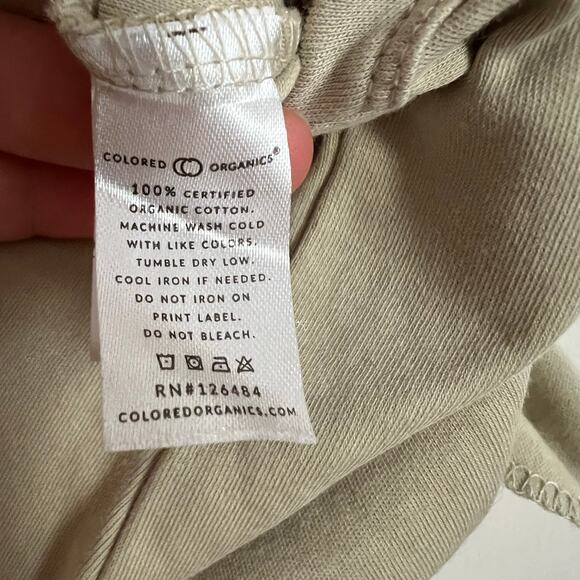 COLORED ORGANICS®
100% CERTIFIED
ORGANIC COTTON.
MACHINE WASH COLD
WITH LIKE COLORS.
TUMBLE DRY LOW.
COOL IRON IF NEEDED.
DO NOT IRON ON
PRINT LABEL.
DO NOT BLEACH.
RN#126484
COLOREDORGANICS.COM